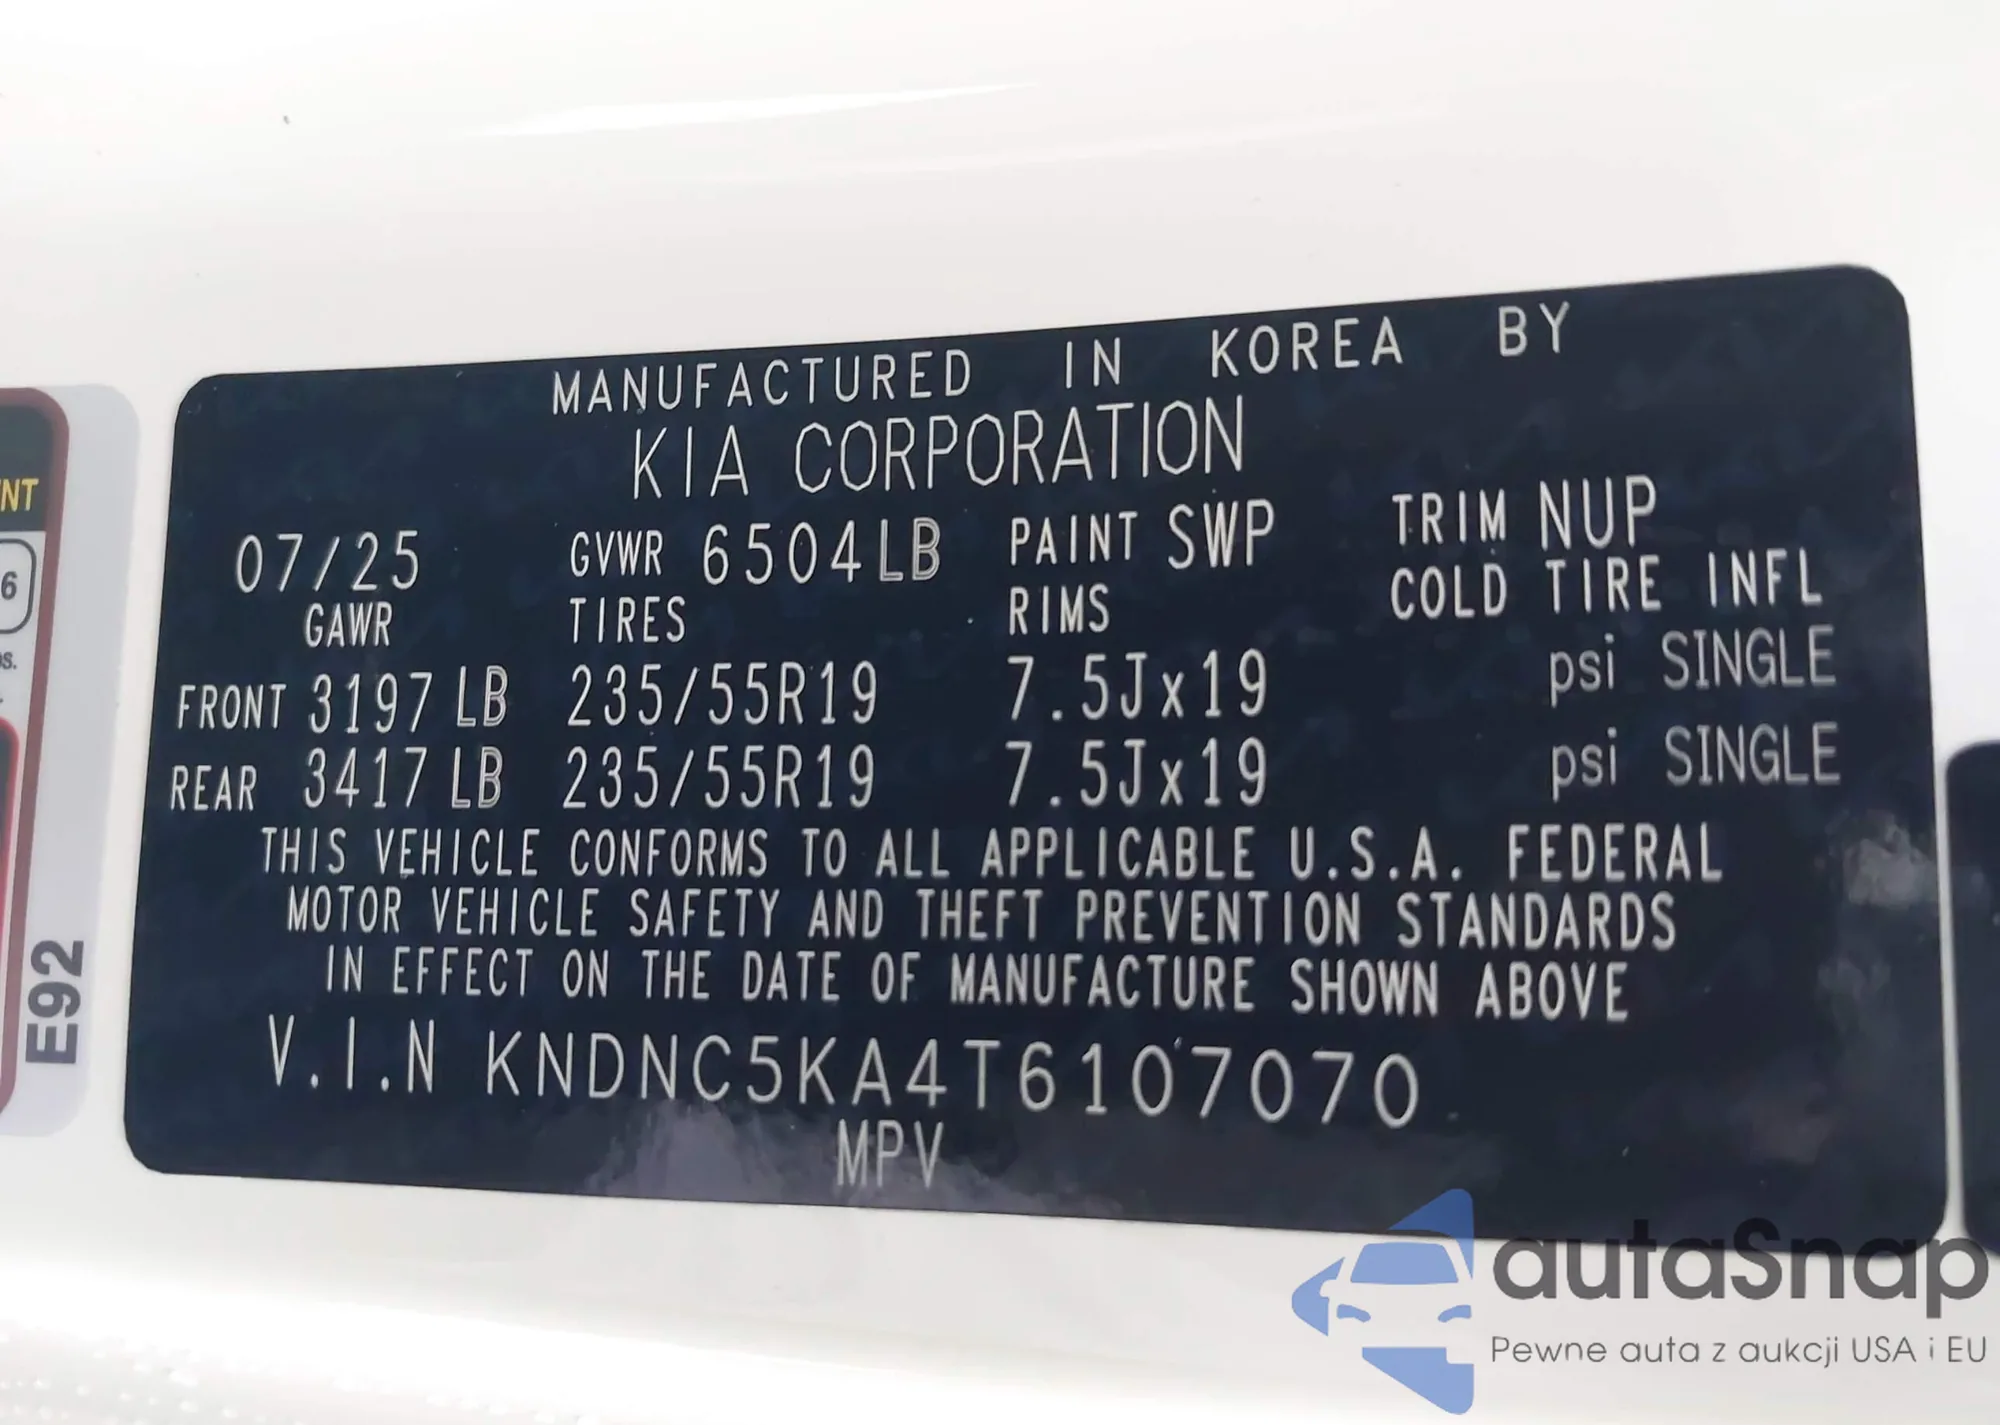 MANUFACTURED IN KOREA BY
KIA CORPORATION
07/25 GVWR 6504LB PAINT SWP TRIM NUP
GAWR TIRES RIMS COLD TIRE INFL
FRONT 3197 LB 235/55R19 7.5Jx19 psi SINGLE
REAR 3417 LB 235/55R19 7.5Jx19 psi SINGLE
THIS VEHICLE CONFORMS TO ALL APPLICABLE U.S.A. FEDERAL
MOTOR VEHICLE SAFETY AND THEFT PREVENTION STANDARDS
IN EFFECT ON THE DATE OF MANUFACTURE SHOWN ABOVE
V.I.N KNDNC5KA4T6107070
MPV
NT
6
s.
E92
autaSnap
Pewne auta z aukcji USA i EU